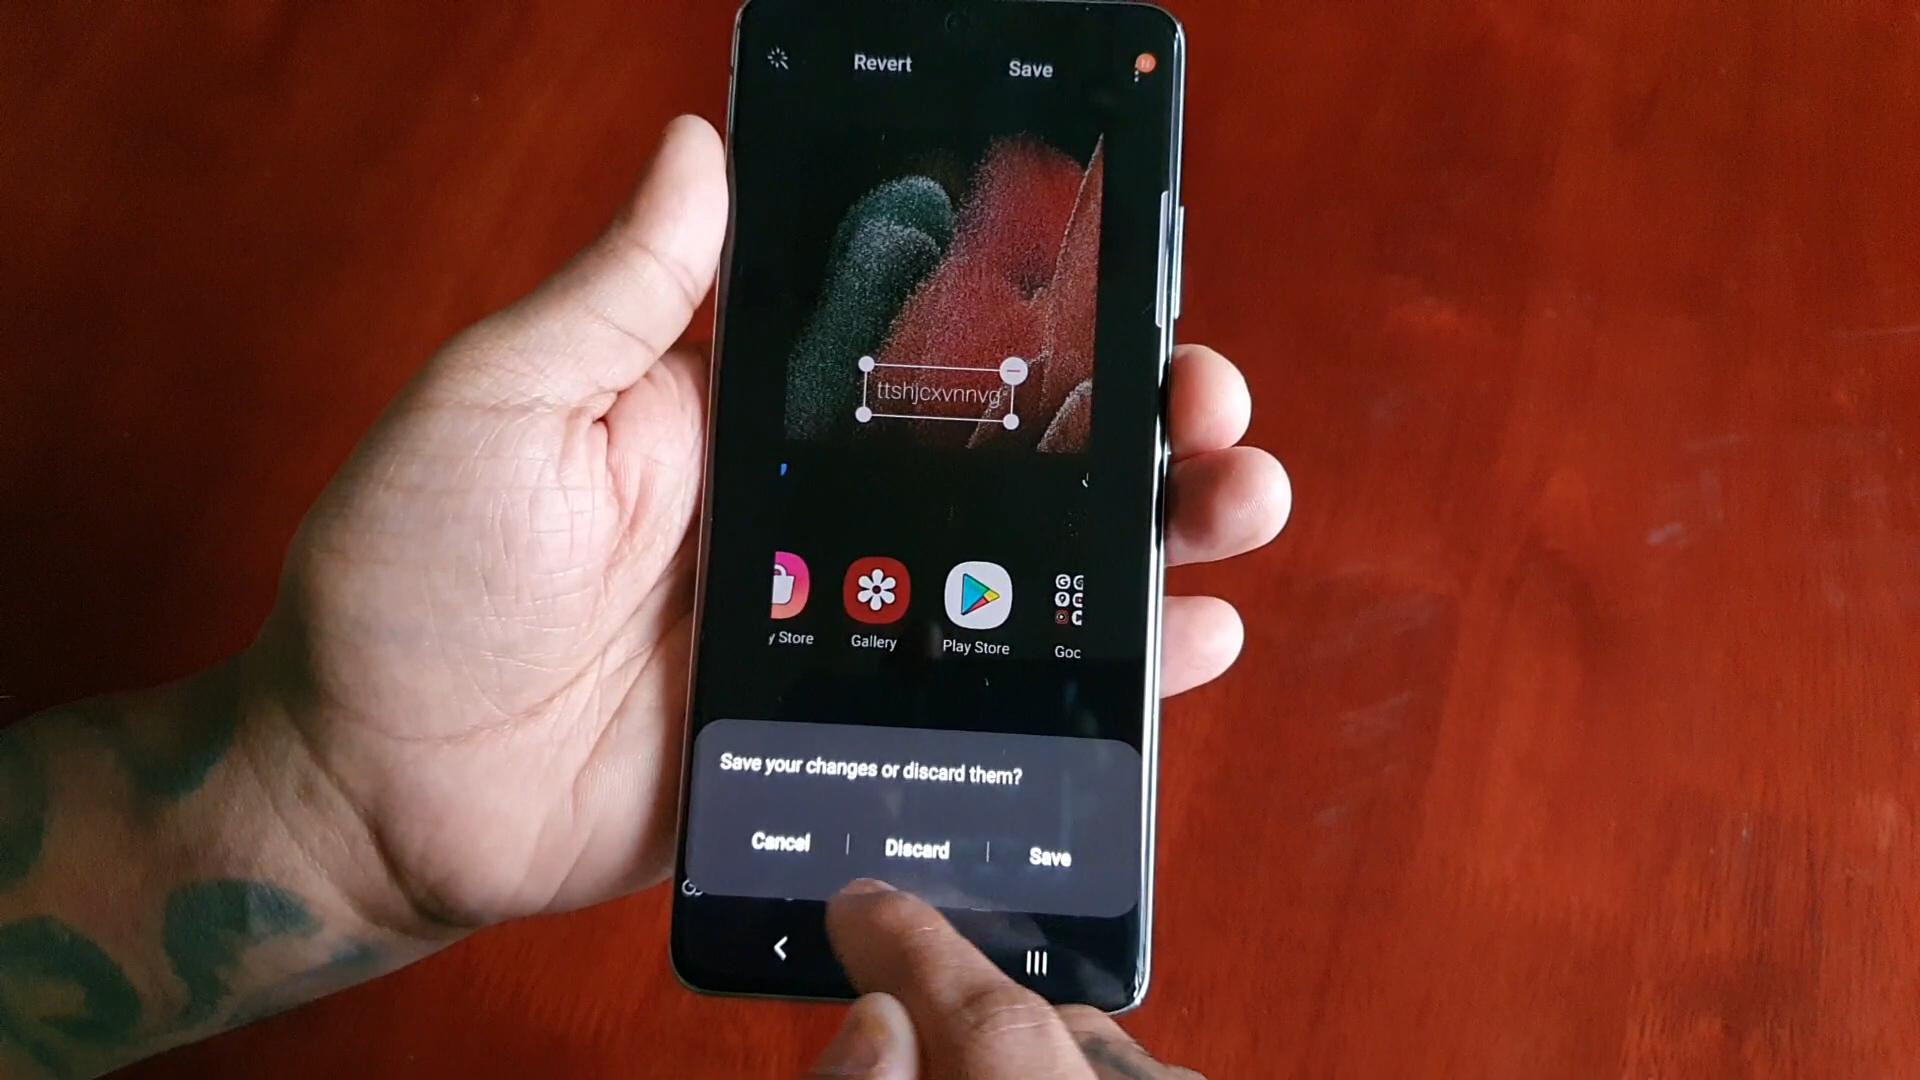 Revert Save N
ttshjcxvnnvg
y Store Gallery Play Store Goc
Save your changes or discard them?
Cancel | Discard | Save